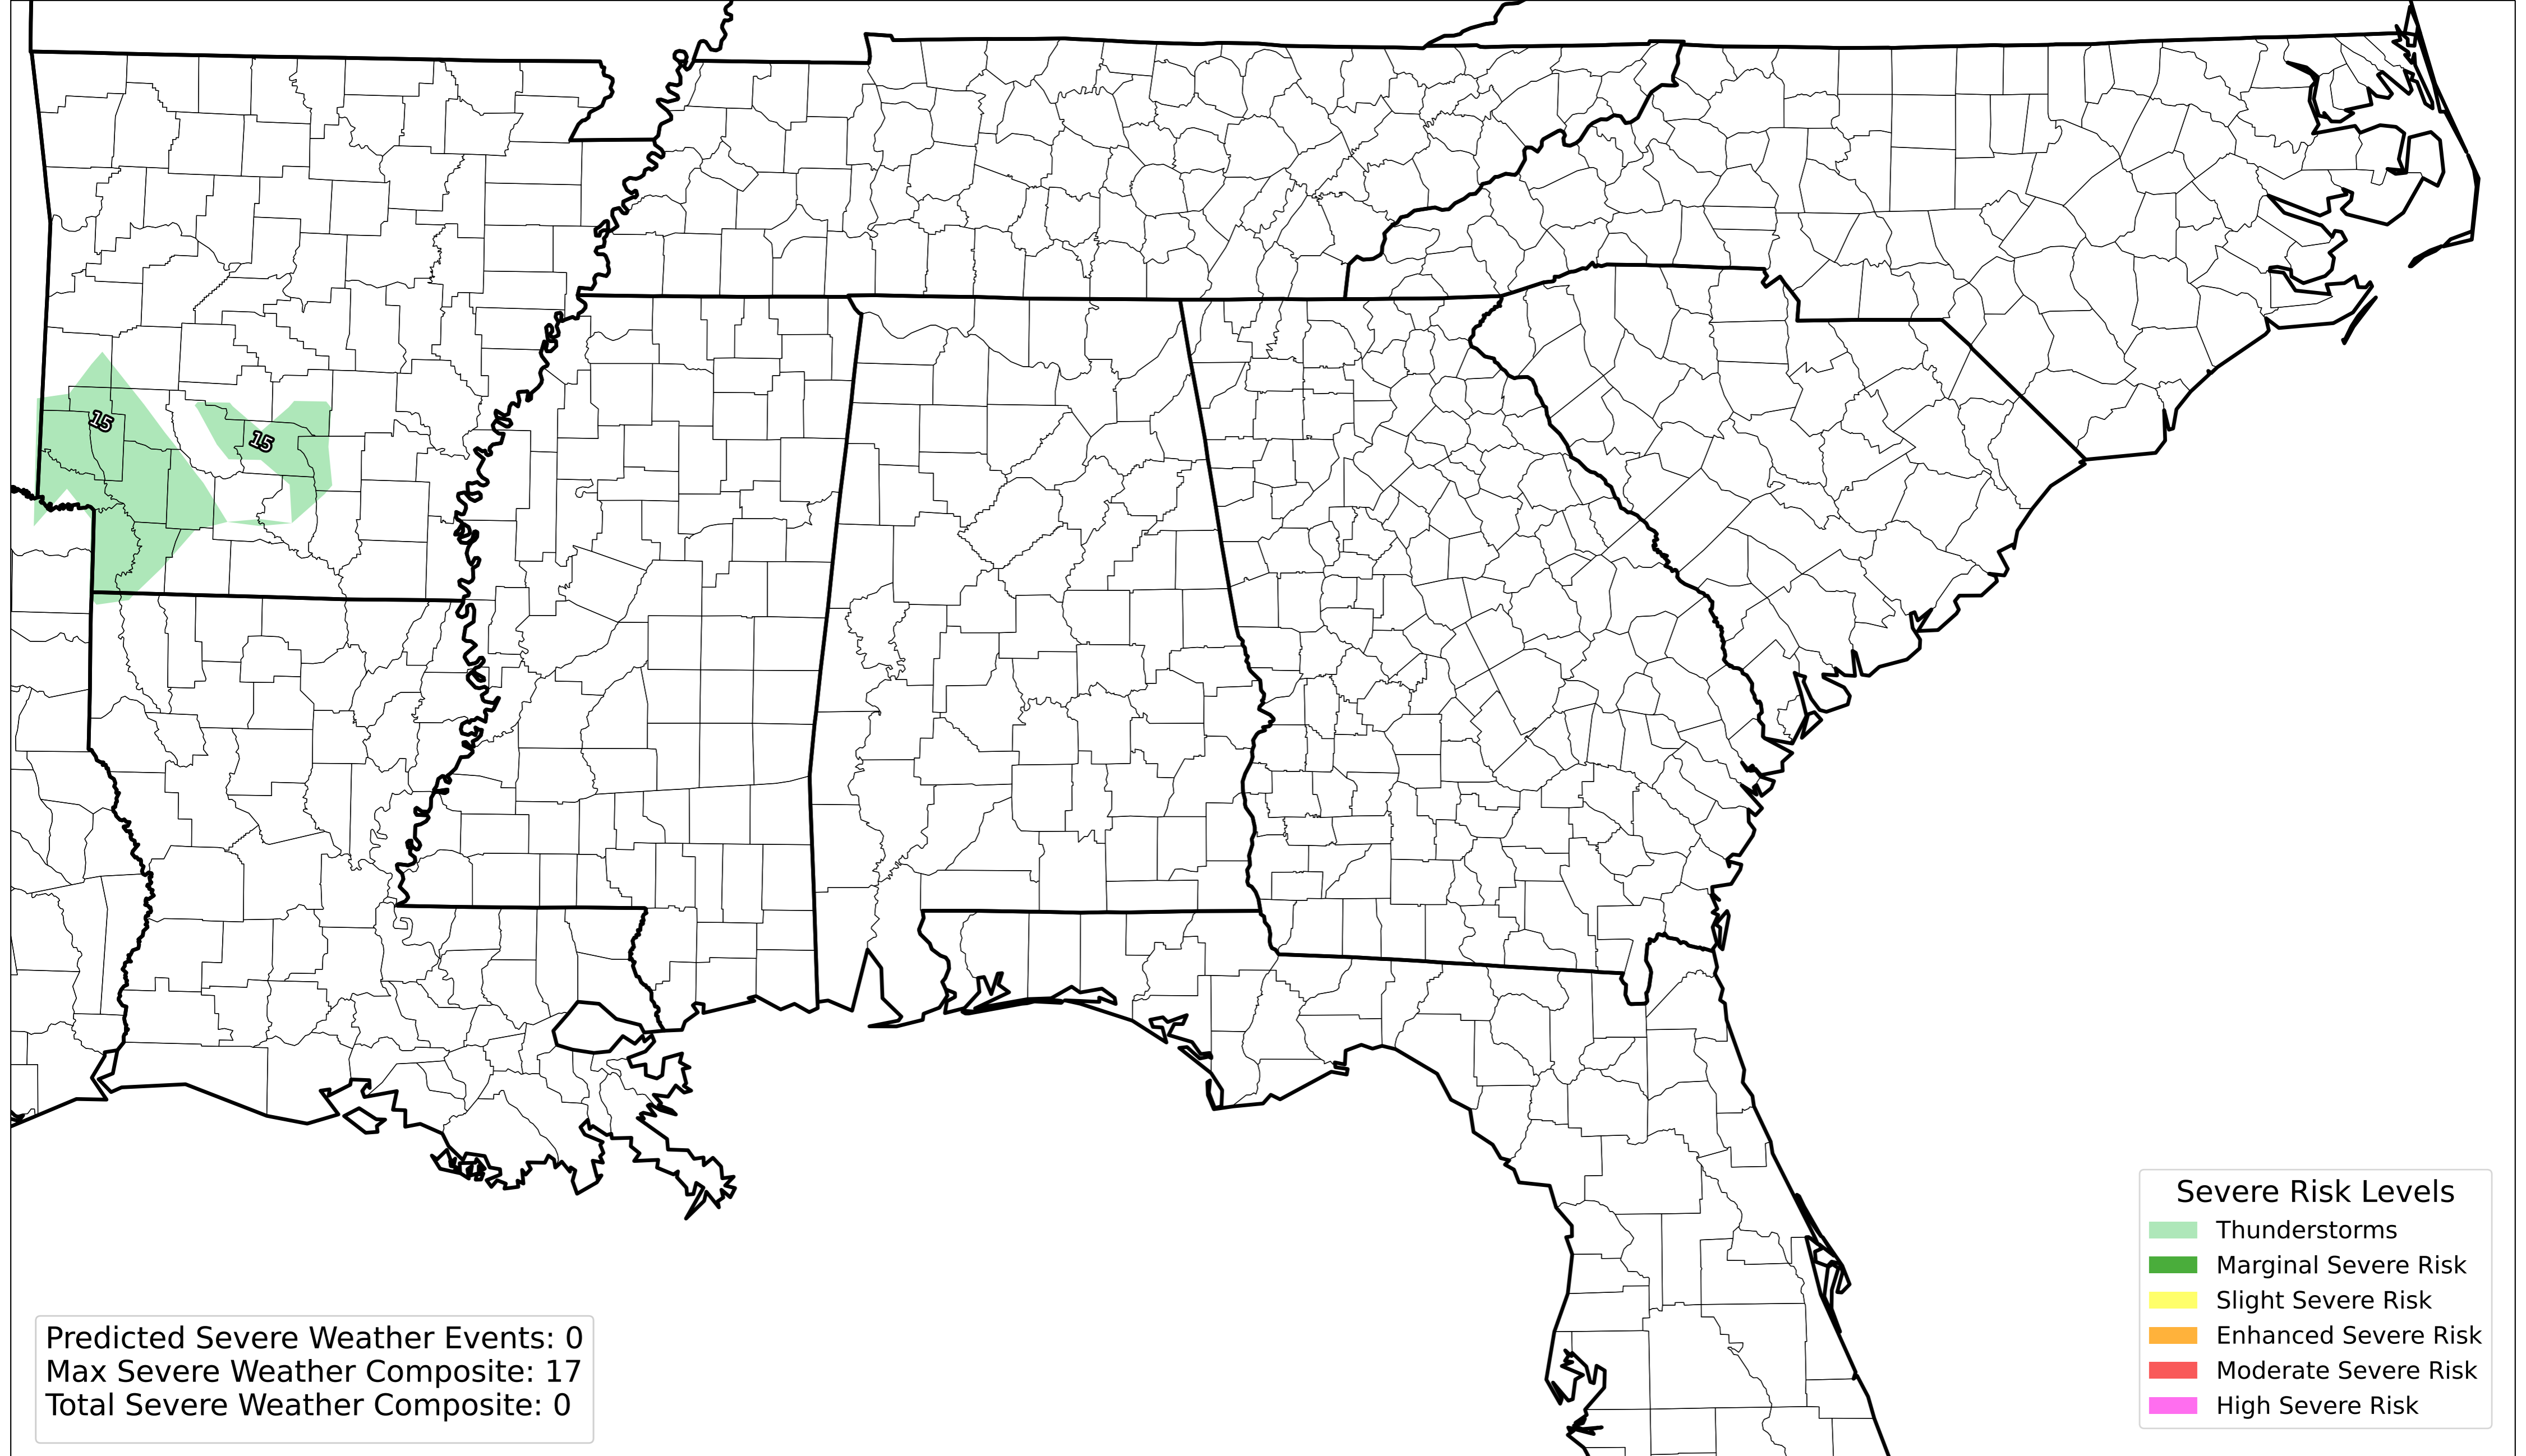 15
15
Severe Risk Levels
Thunderstorms
Marginal Severe Risk
Slight Severe Risk
Enhanced Severe Risk
Moderate Severe Risk
High Severe Risk
Predicted Severe Weather Events: 0
Max Severe Weather Composite: 17
Total Severe Weather Composite: 0